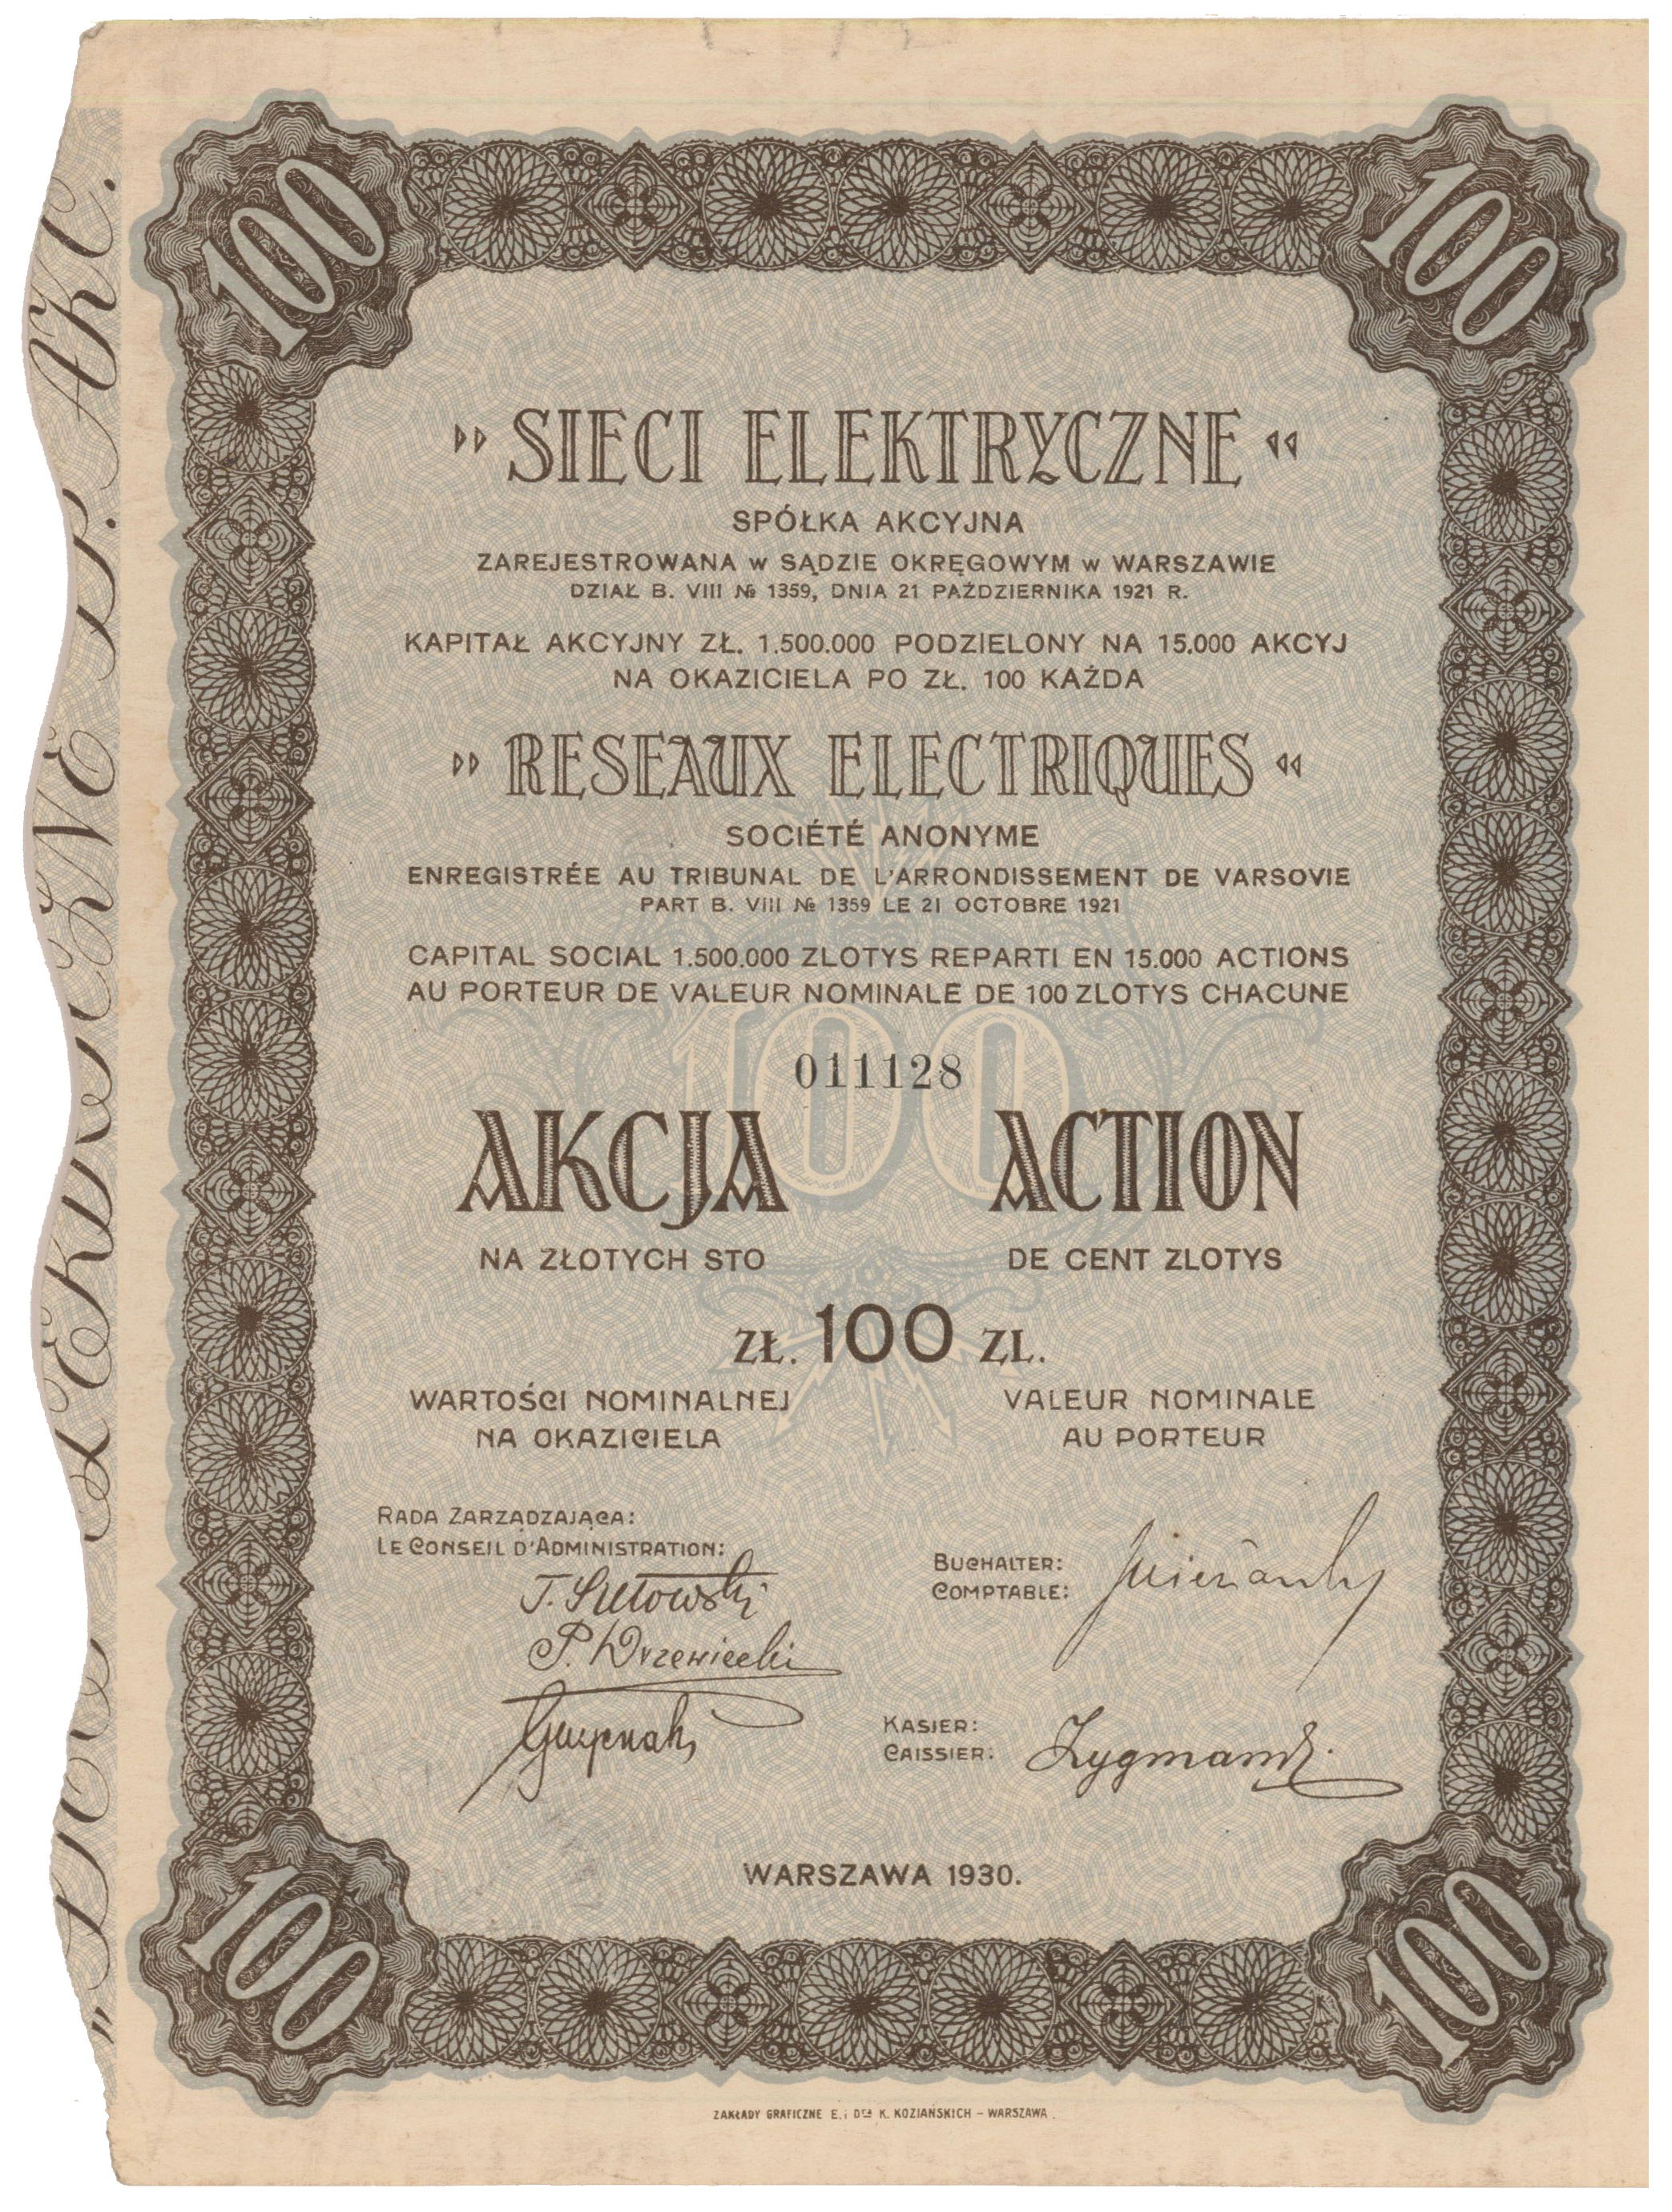 100
100
SIECI ELEKTRYCZNE
SPÓŁKA AKCYJNA
ZAREJESTROWANA w SĄDZIE OKRĘGOWYM w WARSZAWIE
DZIAŁ B. VIII № 1359, DNIA 21 PAŹDZIERNIKA 1921 R.
KAPITAŁ AKCYJNY ZŁ. 1.500.000 PODZIELONY NA 15.000 AKCYJ
NA OKAZICIELA PO ZŁ. 100 KAŻDA
RESEAUX ELECTRIQUES
SOCIÉTÉ ANONYME
ENREGISTRÉE AU TRIBUNAL DE L'ARRONDISSEMENT DE VARSOVIE
PART B. VIII № 1359 LE 21 OCTOBRE 1921
CAPITAL SOCIAL 1.500.000 ZLOTYS REPARTI EN 15.000 ACTIONS
AU PORTEUR DE VALEUR NOMINALE DE 100 ZLOTYS CHACUNE
100
011128
AKCJA ACTION
NA ZŁOTYCH STO DE CENT ZLOTYS
ZŁ. 100 ZL.
WARTOŚCI NOMINALNEJ VALEUR NOMINALE
NA OKAZICIELA AU PORTEUR
RADA ZARZĄDZAJĄCA:
LE CONSEIL D'ADMINISTRATION:
P. Drzewiecki
BUCHALTER:
COMPTABLE:
KASJER:
CAISSIER:
WARSZAWA 1930.
100
100
ZAKŁADY GRAFICZNE E. i Dra K. KOZIAŃSKICH – WARSZAWA.